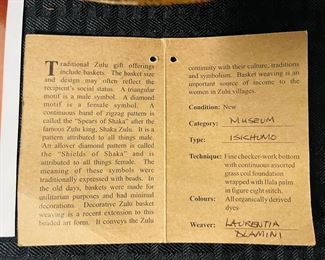 Traditional Zulu gift offerings
include baskets. The basket size
and design may often reflect the
recipient's social status. A triangular
motif is a male symbol. A diamond
motif is a female symbol. A
continuous band of zigzag pattern is
called the "Spears of Shaka" after the
famous Zulu king, Shaka Zulu. It is a
pattern attributed to all things male.
An allover diamond pattern is called
the "Shields of Shaka" and is
attributed to all things female. The
meaning of these symbols were
traditionally expressed with beads. In
the old days, baskets were made for
utilitarian purposes and had minimal
decorations. Decorative Zulu basket
weaving is a recent extension to this
beaded art form. It conveys the Zulu
continuity with their culture, traditions
and symbolism. Basket weaving is an
important source of income to the
women in Zulu villages.
Condition: New
Category: MUSEUM
Type: ISICHUMO
Technique: Fine checker-work bottom
with continuous assorted
grass coil foundation
wrapped with Ilala palm
in figure eight stitch.
Colours: All organically derived
dyes
Weaver: LAURENTIA
DLAMINI